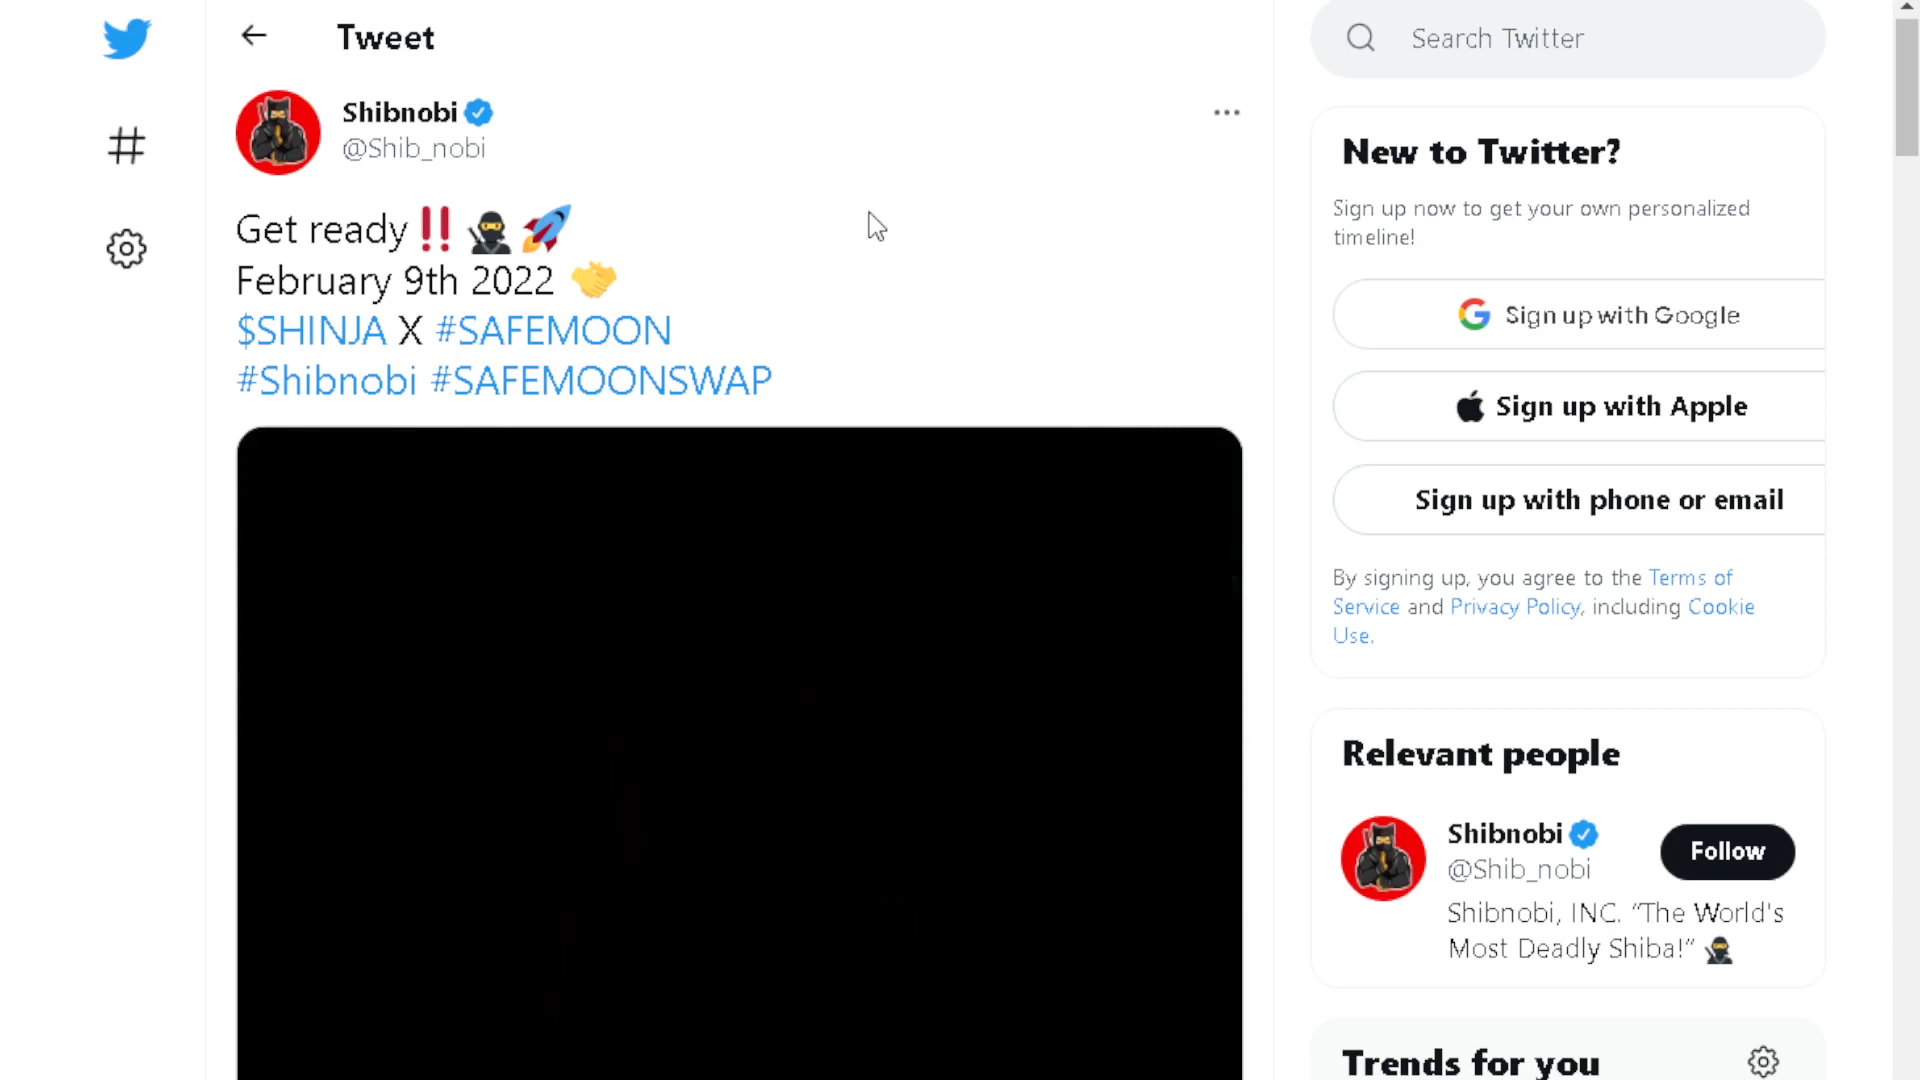 Tweet
Shibnobi
@Shib_nobi
Get ready‼️🥷🚀
February 9th 2022 🤝
$SHINJA X #SAFEMOON
#Shibnobi #SAFEMOONSWAP
Search Twitter
New to Twitter?
Sign up now to get your own personalized
timeline!
Sign up with Google
Sign up with Apple
Sign up with phone or email
By signing up, you agree to the Terms of
Service and Privacy Policy, including Cookie
Use.
Relevant people
Shibnobi
@Shib_nobi
Follow
Shibnobi, INC. “The World's
Most Deadly Shiba!” 🥷
Trends for you